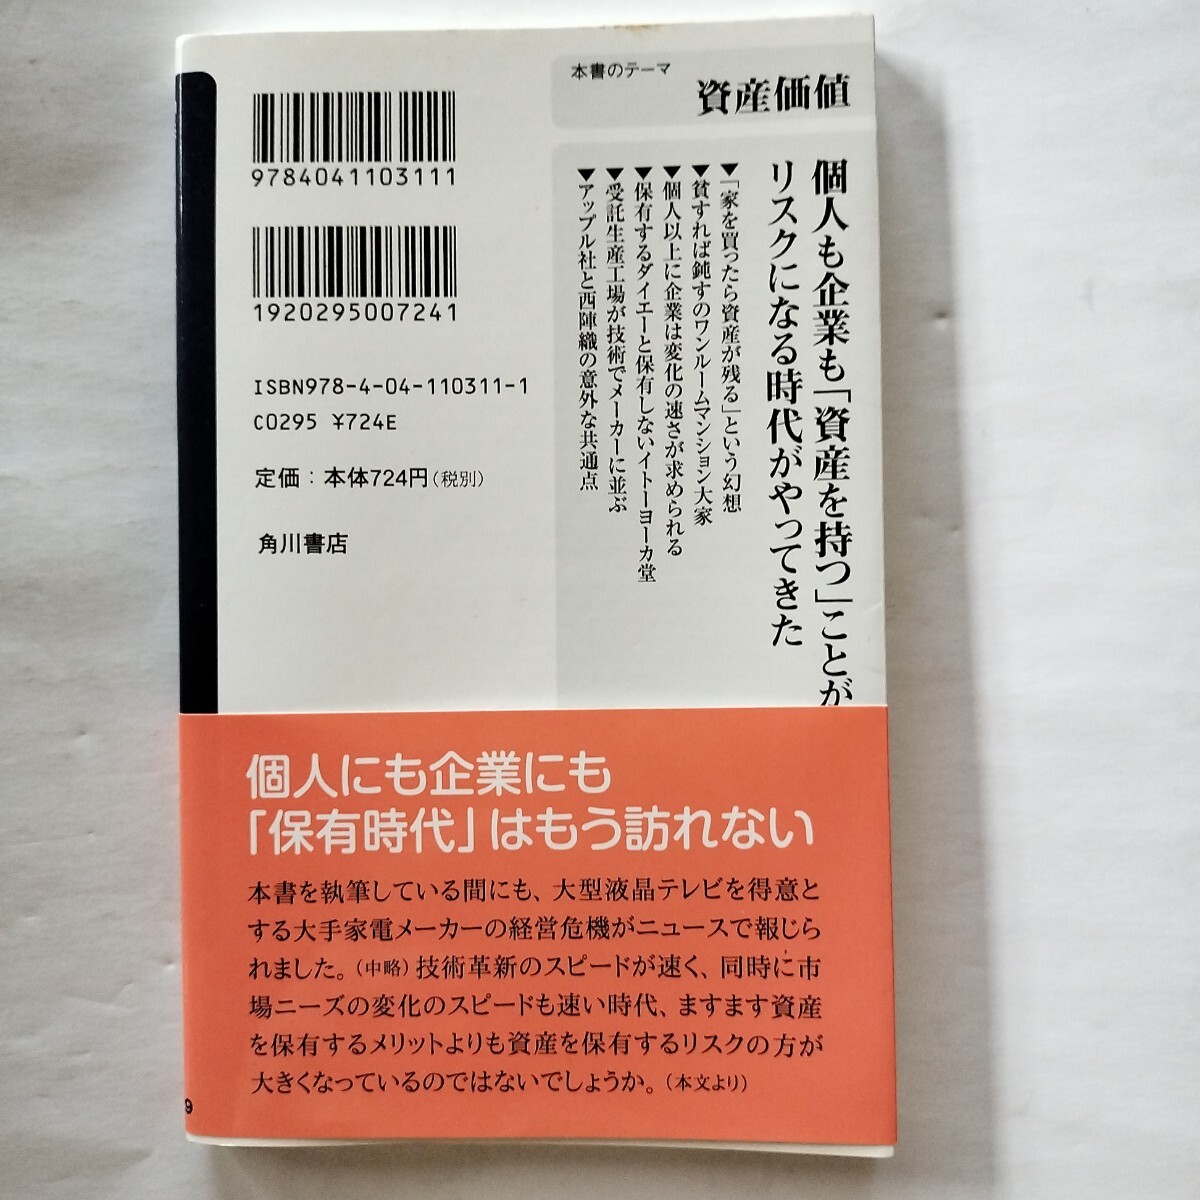 本書のテーマ
資産価値
個人も企業も「資産を持つ」ことが
リスクになる時代がやってきた
▼「家を買ったら資産が残る」という幻想
▼貧すれば鈍すのワンルームマンション大家
▼個人以上に企業は変化の速さが求められる
▼保有するダイエーと保有しないイトーヨーカ堂
▼受託生産工場が技術でメーカーに並ぶ
▼アップル社と西陣織の意外な共通点
9784041103111
1920295007241
ISBN978-4-04-110311-1
C0295 ¥724E
定価：本体724円（税別）
角川書店
個人にも企業にも
「保有時代」はもう訪れない
本書を執筆している間にも、大型液晶テレビを得意と
する大手家電メーカーの経営危機がニュースで報じら
れました。（中略）技術革新のスピードが速く、同時に市
場ニーズの変化のスピードも速い時代、ますます資産
を保有するメリットよりも資産を保有するリスクの方が
大きくなっているのではないでしょうか。（本文より）
9